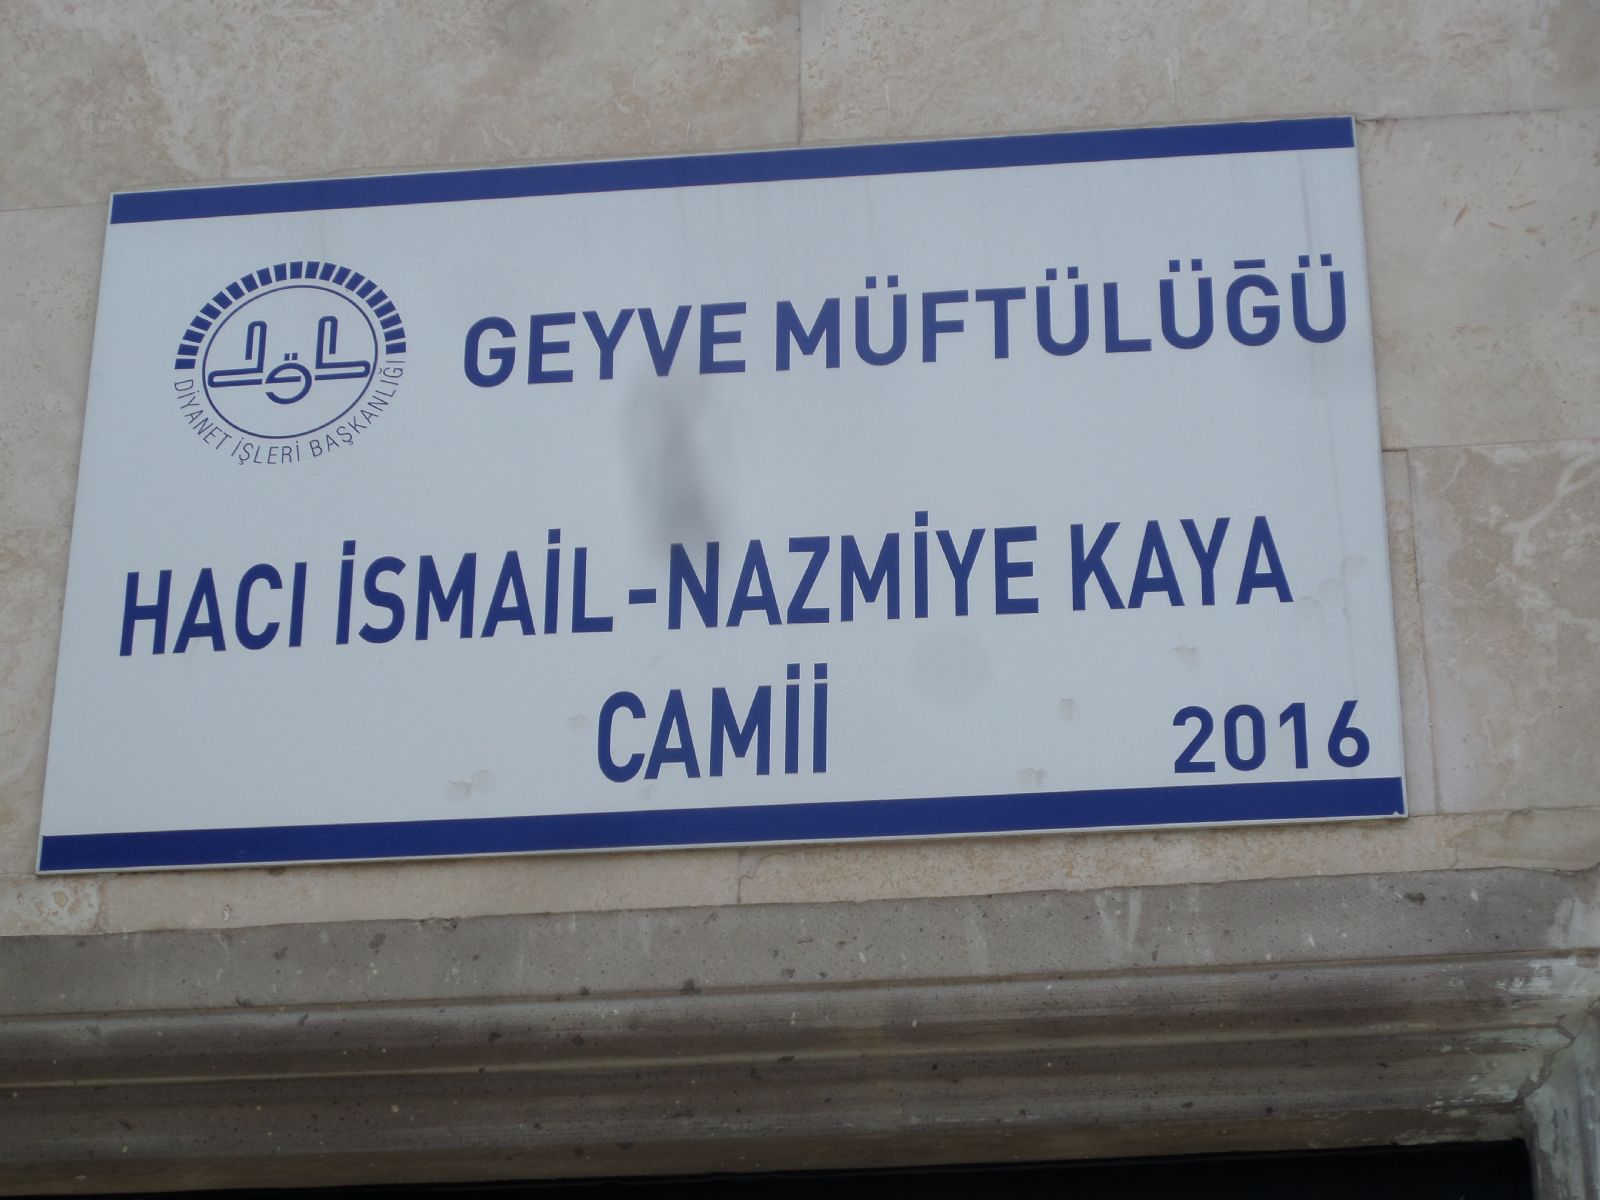 DİYANET İŞLERİ BAŞKANLIĞI
GEYVE MÜFTÜLÜĞÜ
HACI İSMAİL -NAZMİYE KAYA
CAMİİ
2016